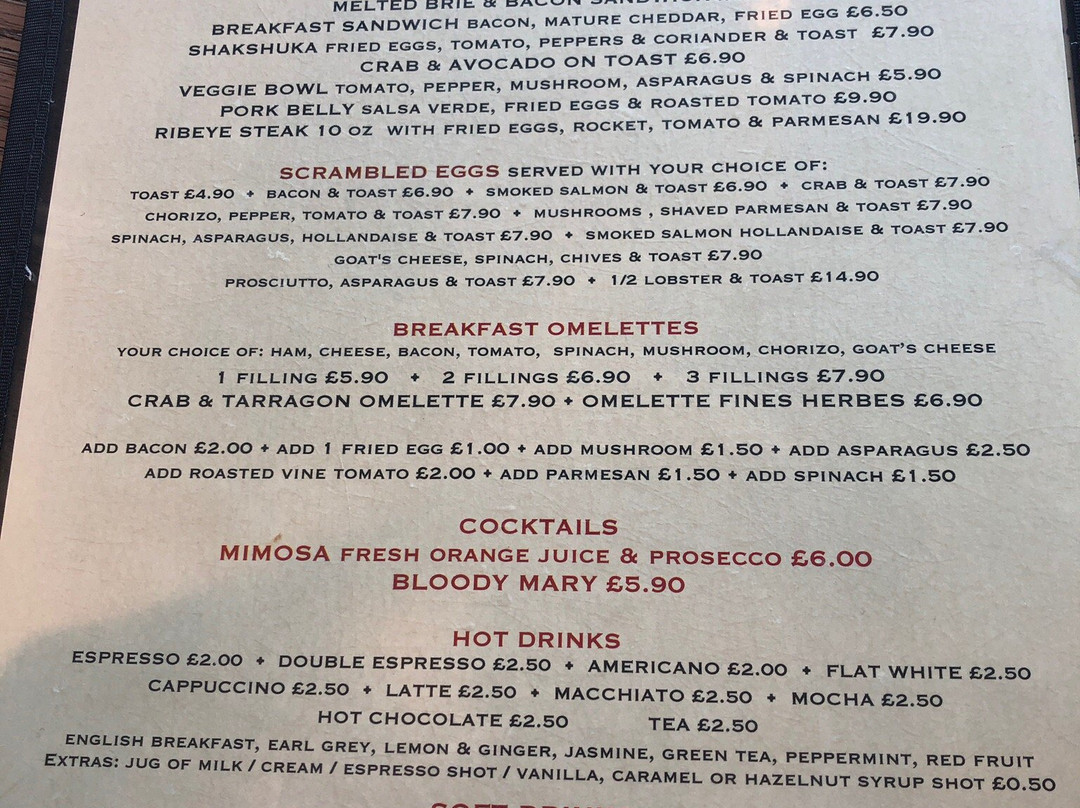 MELTED BRIE & BACON SANDWICH
BREAKFAST SANDWICH BACON, MATURE CHEDDAR, FRIED EGG £6.50
SHAKSHUKA FRIED EGGS, TOMATO, PEPPERS & CORIANDER & TOAST £7.90
CRAB & AVOCADO ON TOAST £6.90
VEGGIE BOWL TOMATO, PEPPER, MUSHROOM, ASPARAGUS & SPINACH £5.90
PORK BELLY SALSA VERDE, FRIED EGGS & ROASTED TOMATO £9.90
RIBEYE STEAK 10 OZ WITH FRIED EGGS, ROCKET, TOMATO & PARMESAN £19.90
SCRAMBLED EGGS SERVED WITH YOUR CHOICE OF:
TOAST £4.90 + BACON & TOAST £6.90 + SMOKED SALMON & TOAST £6.90 + CRAB & TOAST £7.90
CHORIZO, PEPPER, TOMATO & TOAST £7.90 + MUSHROOMS , SHAVED PARMESAN & TOAST £7.90
SPINACH, ASPARAGUS, HOLLANDAISE & TOAST £7.90 + SMOKED SALMON HOLLANDAISE & TOAST £7.90
GOAT'S CHEESE, SPINACH, CHIVES & TOAST £7.90
PROSCIUTTO, ASPARAGUS & TOAST £7.90 + 1/2 LOBSTER & TOAST £14.90
BREAKFAST OMELETTES
YOUR CHOICE OF: HAM, CHEESE, BACON, TOMATO, SPINACH, MUSHROOM, CHORIZO, GOAT'S CHEESE
1 FILLING £5.90 + 2 FILLINGS £6.90 + 3 FILLINGS £7.90
CRAB & TARRAGON OMELETTE £7.90 + OMELETTE FINES HERBES £6.90
ADD BACON £2.00 + ADD 1 FRIED EGG £1.00 + ADD MUSHROOM £1.50 + ADD ASPARAGUS £2.50
ADD ROASTED VINE TOMATO £2.00 + ADD PARMESAN £1.50 + ADD SPINACH £1.50
COCKTAILS
MIMOSA FRESH ORANGE JUICE & PROSECCO £6.00
BLOODY MARY £5.90
HOT DRINKS
ESPRESSO £2.00 + DOUBLE ESPRESSO £2.50 + AMERICANO £2.00 + FLAT WHITE £2.50
CAPPUCCINO £2.50 + LATTE £2.50 + MACCHIATO £2.50 + MOCHA £2.50
HOT CHOCOLATE £2.50 TEA £2.50
ENGLISH BREAKFAST, EARL GREY, LEMON & GINGER, JASMINE, GREEN TEA, PEPPERMINT, RED FRUIT
EXTRAS: JUG OF MILK / CREAM / ESPRESSO SHOT / VANILLA, CARAMEL OR HAZELNUT SYRUP SHOT £0.50